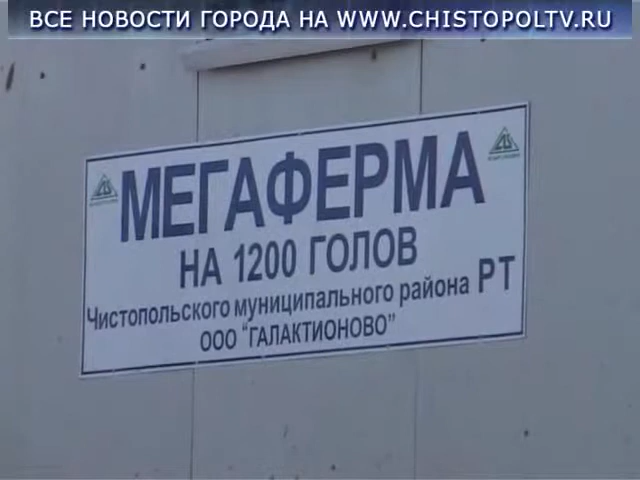 ВСЕ НОВОСТИ ГОРОДА НА WWW.CHISTOPOLTV.RU
МЕГАФЕРМА
НА 1200 ГОЛОВ
Чистопольского муниципального района РТ
ООО "ГАЛАКТИОНОВО"